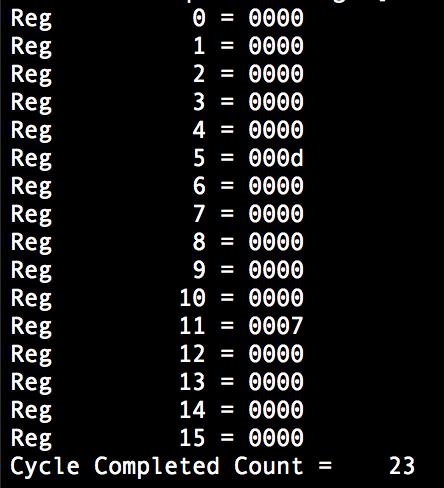 Reg 0 = 0000
Reg 1 = 0000
Reg 2 = 0000
Reg 3 = 0000
Reg 4 = 0000
Reg 5 = 000d
Reg 6 = 0000
Reg 7 = 0000
Reg 8 = 0000
Reg 9 = 0000
Reg 10 = 0000
Reg 11 = 0007
Reg 12 = 0000
Reg 13 = 0000
Reg 14 = 0000
Reg 15 = 0000
Cycle Completed Count = 23